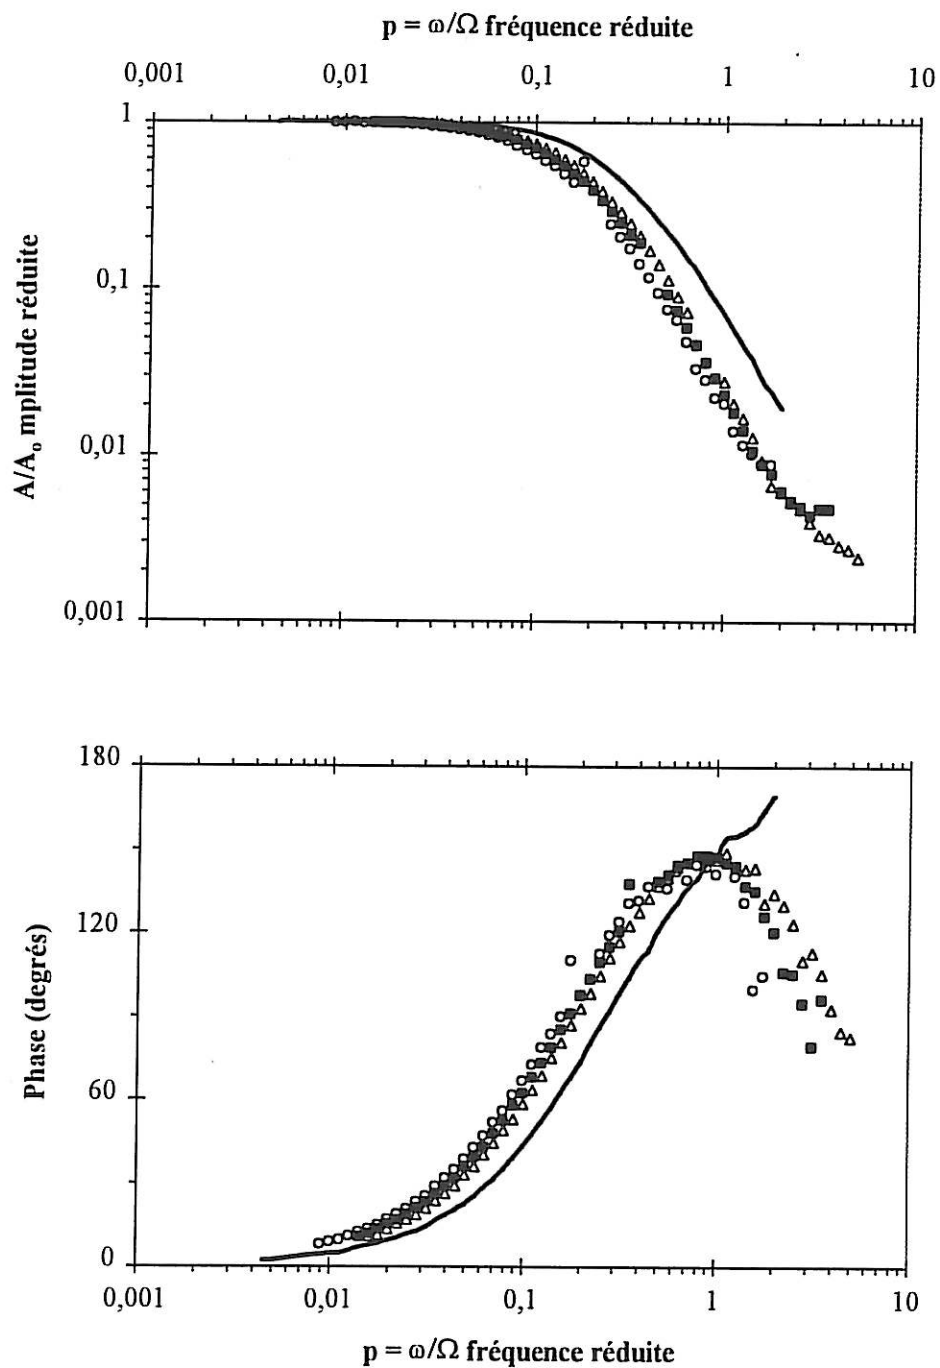 p = ω/Ω fréquence réduite
0,001 0,01 0,1 1 10
1
0,1
0,01
0,001
A/Aₒ mplitude réduite
180
120
60
0
Phase (degrés)
0,001 0,01 0,1 1 10
p = ω/Ω fréquence réduite